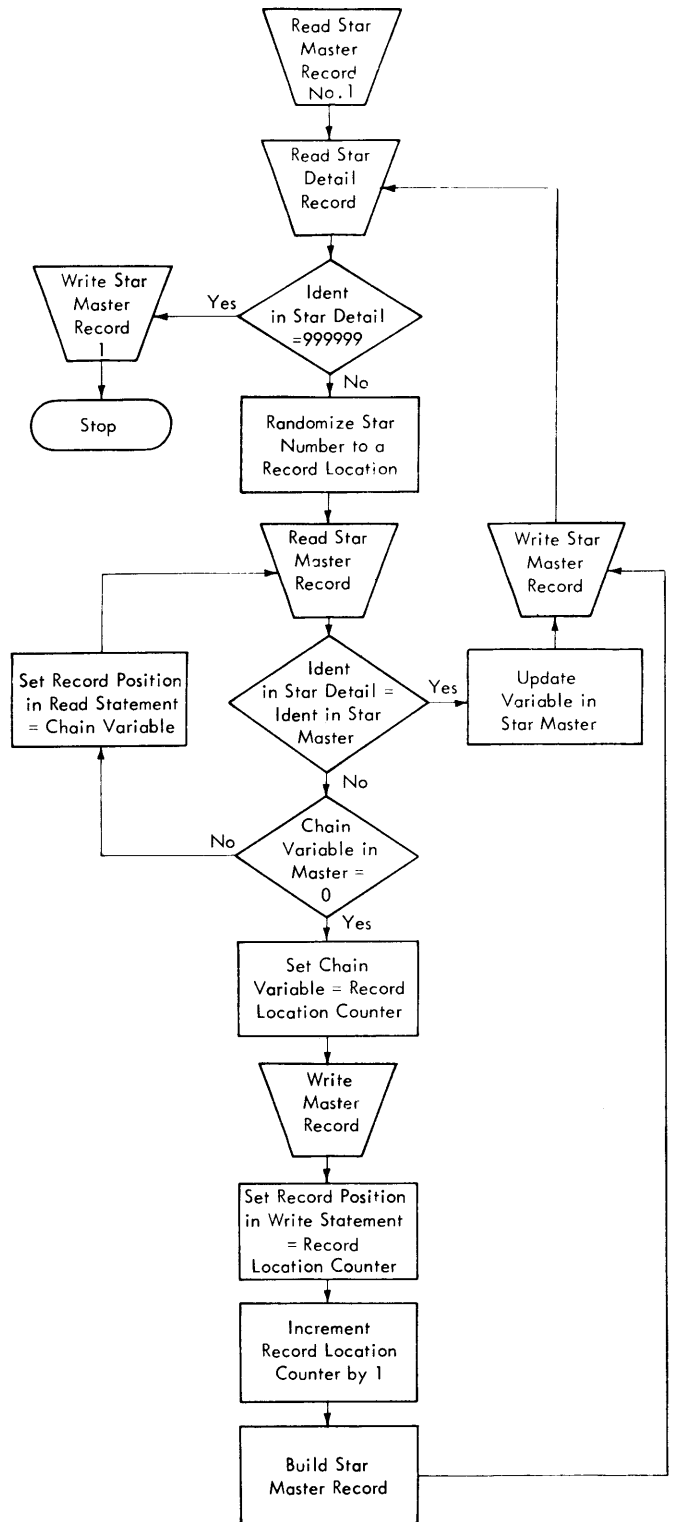 Read Star
Master
Record
No. 1
Read Star
Detail
Record
Ident
in Star Detail
=999999
Yes
Write Star
Master
Record
1
Stop
No
Randomize Star
Number to a
Record Location
Read Star
Master
Record
Write Star
Master
Record
Set Record Position
in Read Statement
= Chain Variable
Ident
in Star Detail =
Ident in Star
Master
Yes
Update
Variable in
Star Master
No
Chain
Variable in
Master =
0
No
Yes
Set Chain
Variable = Record
Location Counter
Write
Master
Record
Set Record Position
in Write Statement
= Record
Location Counter
Increment
Record Location
Counter by 1
Build Star
Master Record